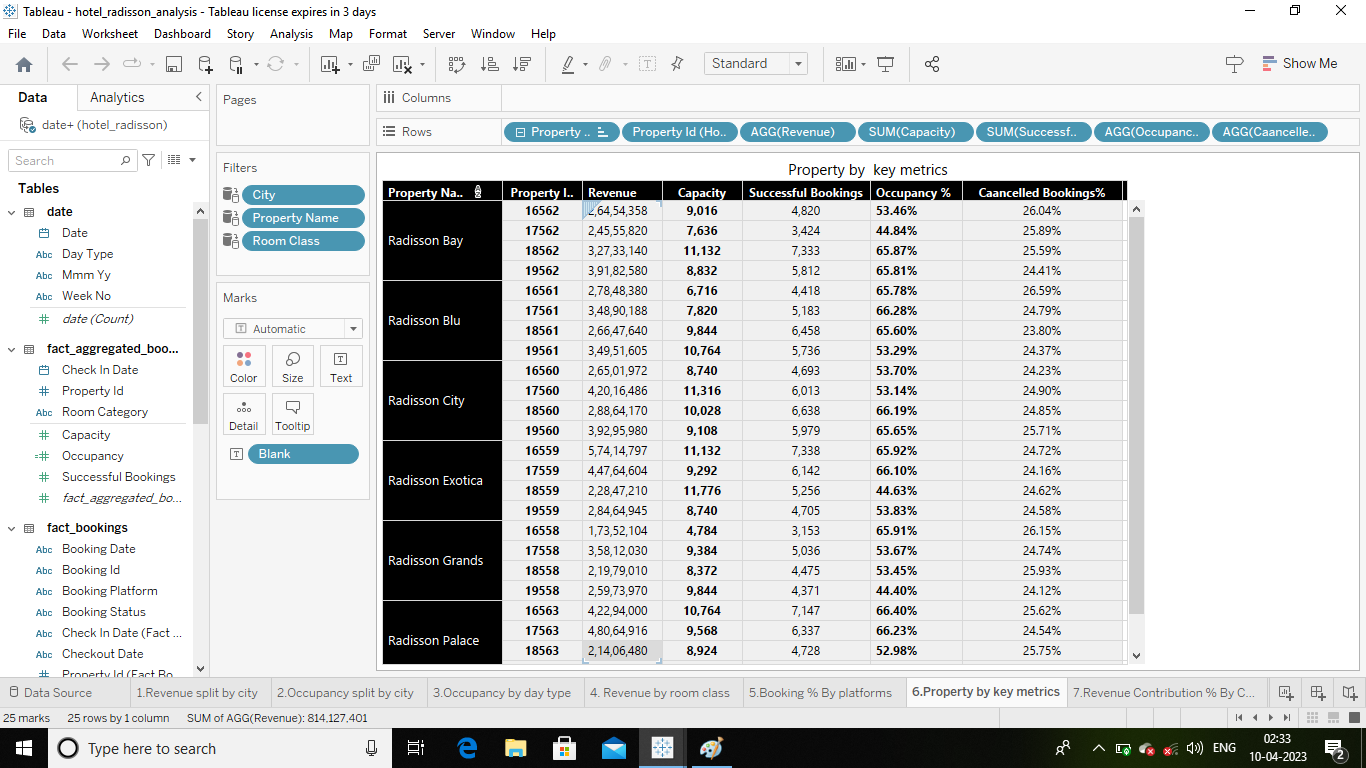 Tableau - hotel_radisson_analysis - Tableau license expires in 3 days
File Data Worksheet Dashboard Story Analysis Map Format Server Window Help
Standard Show Me
Data Analytics
date+ (hotel_radisson)
Search
Tables
date
Date
Abc Day Type
Abc Mmm Yy
Abc Week No
date (Count)
fact_aggregated_boo...
Check In Date
Property Id
Abc Room Category
Capacity
Occupancy
Successful Bookings
fact_aggregated_bo...
fact_bookings
Abc Booking Date
Abc Booking Id
Abc Booking Platform
Abc Booking Status
Abc Check In Date (Fact ...
Abc Checkout Date
Property Id (Fact Bo
Pages
Filters
City
Property Name
Room Class
Marks
Automatic
Color Size Text
Detail Tooltip
Blank
Columns
Rows Property .. Property Id (Ho.. AGG(Revenue) SUM(Capacity) SUM(Successf.. AGG(Occupanc.. AGG(Caancelle..
Property by key metrics
Property Na.. Property I.. Revenue Capacity Successful Bookings Occupancy % Caancelled Bookings%
Radisson Bay
16562 2,64,54,358 9,016 4,820 53.46% 26.04%
17562 2,45,55,820 7,636 3,424 44.84% 25.89%
18562 3,27,33,140 11,132 7,333 65.87% 25.59%
19562 3,91,82,580 8,832 5,812 65.81% 24.41%
Radisson Blu
16561 2,78,48,380 6,716 4,418 65.78% 26.59%
17561 3,48,90,188 7,820 5,183 66.28% 24.79%
18561 2,66,47,640 9,844 6,458 65.60% 23.80%
19561 3,49,51,605 10,764 5,736 53.29% 24.37%
Radisson City
16560 2,65,01,972 8,740 4,693 53.70% 24.23%
17560 4,20,16,486 11,316 6,013 53.14% 24.90%
18560 2,88,64,170 10,028 6,638 66.19% 24.85%
19560 3,92,95,980 9,108 5,979 65.65% 25.71%
Radisson Exotica
16559 5,74,14,797 11,132 7,338 65.92% 24.72%
17559 4,47,64,604 9,292 6,142 66.10% 24.16%
18559 2,28,47,210 11,776 5,256 44.63% 24.62%
19559 2,84,64,945 8,740 4,705 53.83% 24.58%
Radisson Grands
16558 1,73,52,104 4,784 3,153 65.91% 26.15%
17558 3,58,12,030 9,384 5,036 53.67% 24.74%
18558 2,19,79,010 8,372 4,475 53.45% 25.93%
19558 2,59,73,970 9,844 4,371 44.40% 24.12%
Radisson Palace
16563 4,22,94,000 10,764 7,147 66.40% 25.62%
17563 4,80,64,916 9,568 6,337 66.23% 24.54%
18563 2,14,06,480 8,924 4,728 52.98% 25.75%
Data Source 1.Revenue split by city 2.Occupancy split by city 3.Occupancy by day type 4. Revenue by room class 5.Booking % By platforms 6.Property by key metrics 7.Revenue Contribution % By C...
25 marks 25 rows by 1 column SUM of AGG(Revenue): 814,127,401
Type here to search
ENG
02:33
10-04-2023
2